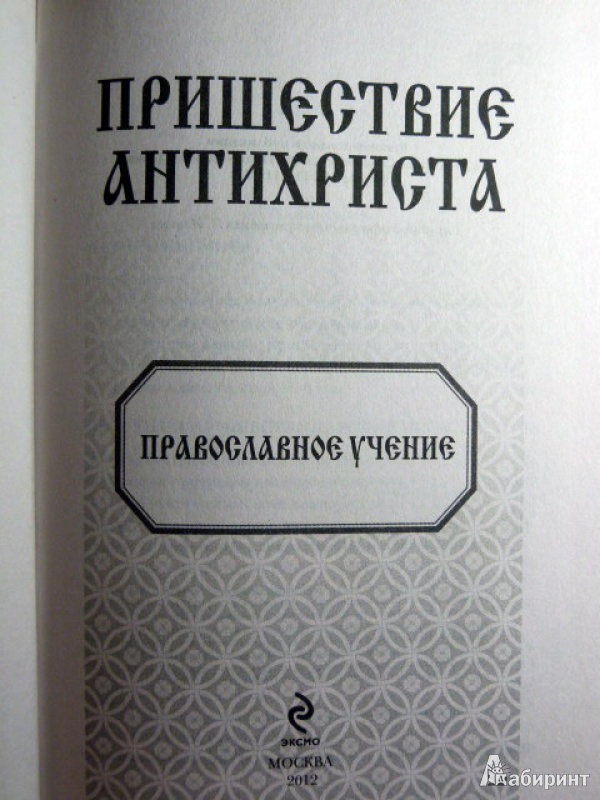 ПРИШЕСТВИЕ
АНТИХРИСТА
ПРАВОСЛАВНОЕ УЧЕНИЕ
ЭКСМО
МОСКВА
2012
Лабиринт